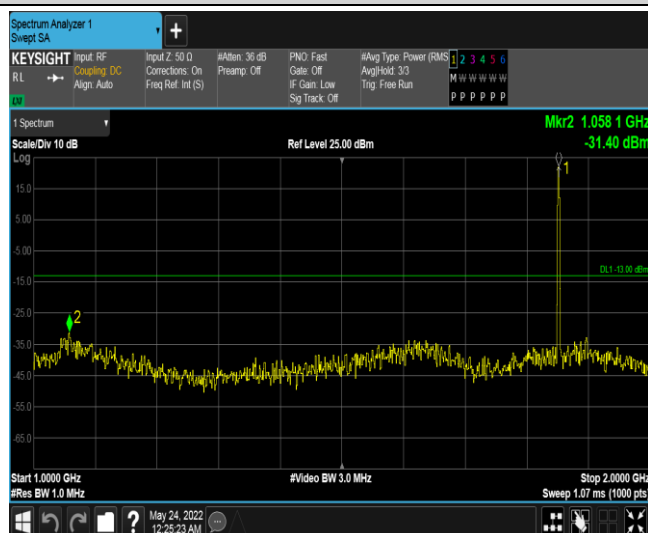 Spectrum Analyzer 1
Swept SA
+
KEYSIGHT
RL
Input: RF
Coupling: DC
Align: Auto
Input Z: 50 Ω
Corrections: On
Freq Ref: Int (S)
#Atten: 36 dB
Preamp: Off
PNO: Fast
Gate: Off
IF Gain: Low
Sig Track: Off
#Avg Type: Power (RMS
Avg|Hold: 3/3
Trig: Free Run
1 2 3 4 5 6
M W W W W W
P P P P P P
1 Spectrum
Mkr2 1.058 1 GHz
Scale/Div 10 dB
Ref Level 25.00 dBm
-31.40 dBm
Log
1
15.0
5.00
-5.00
DL1 -13.00 dBm
-15.0
2
-25.0
-35.0
-45.0
-55.0
-65.0
Start 1.0000 GHz
#Video BW 3.0 MHz
Stop 2.0000 GHz
#Res BW 1.0 MHz
Sweep 1.07 ms (1000 pts)
?
May 24, 2022
12:25:23 AM